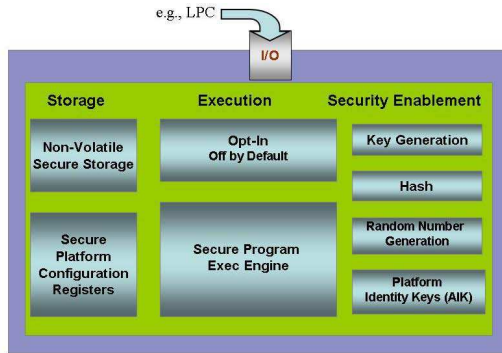 e.g., LPC
I/O
Storage
Execution
Security Enablement
Non-Volatile
Secure Storage
Secure
Platform
Configuration
Registers
Opt-In
Off by Default
Secure Program
Exec Engine
Key Generation
Hash
Random Number
Generation
Platform
Identity Keys (AIK)